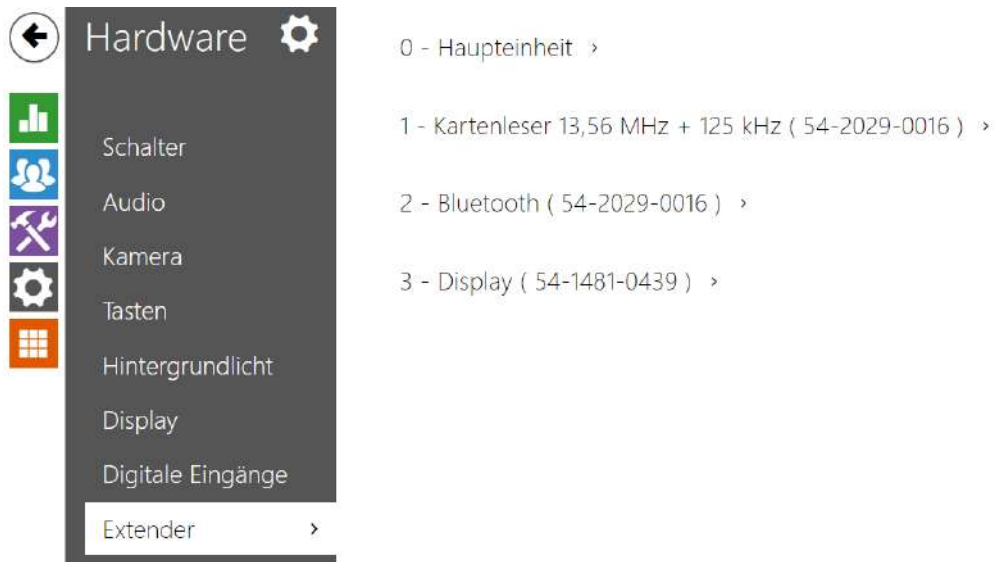 Hardware
Schalter
Audio
Kamera
Tasten
Hintergrundlicht
Display
Digitale Eingänge
Extender
0 - Haupteinheit
1 - Kartenleser 13,56 MHz + 125 kHz ( 54-2029-0016 )
2 - Bluetooth ( 54-2029-0016 )
3 - Display ( 54-1481-0439 )